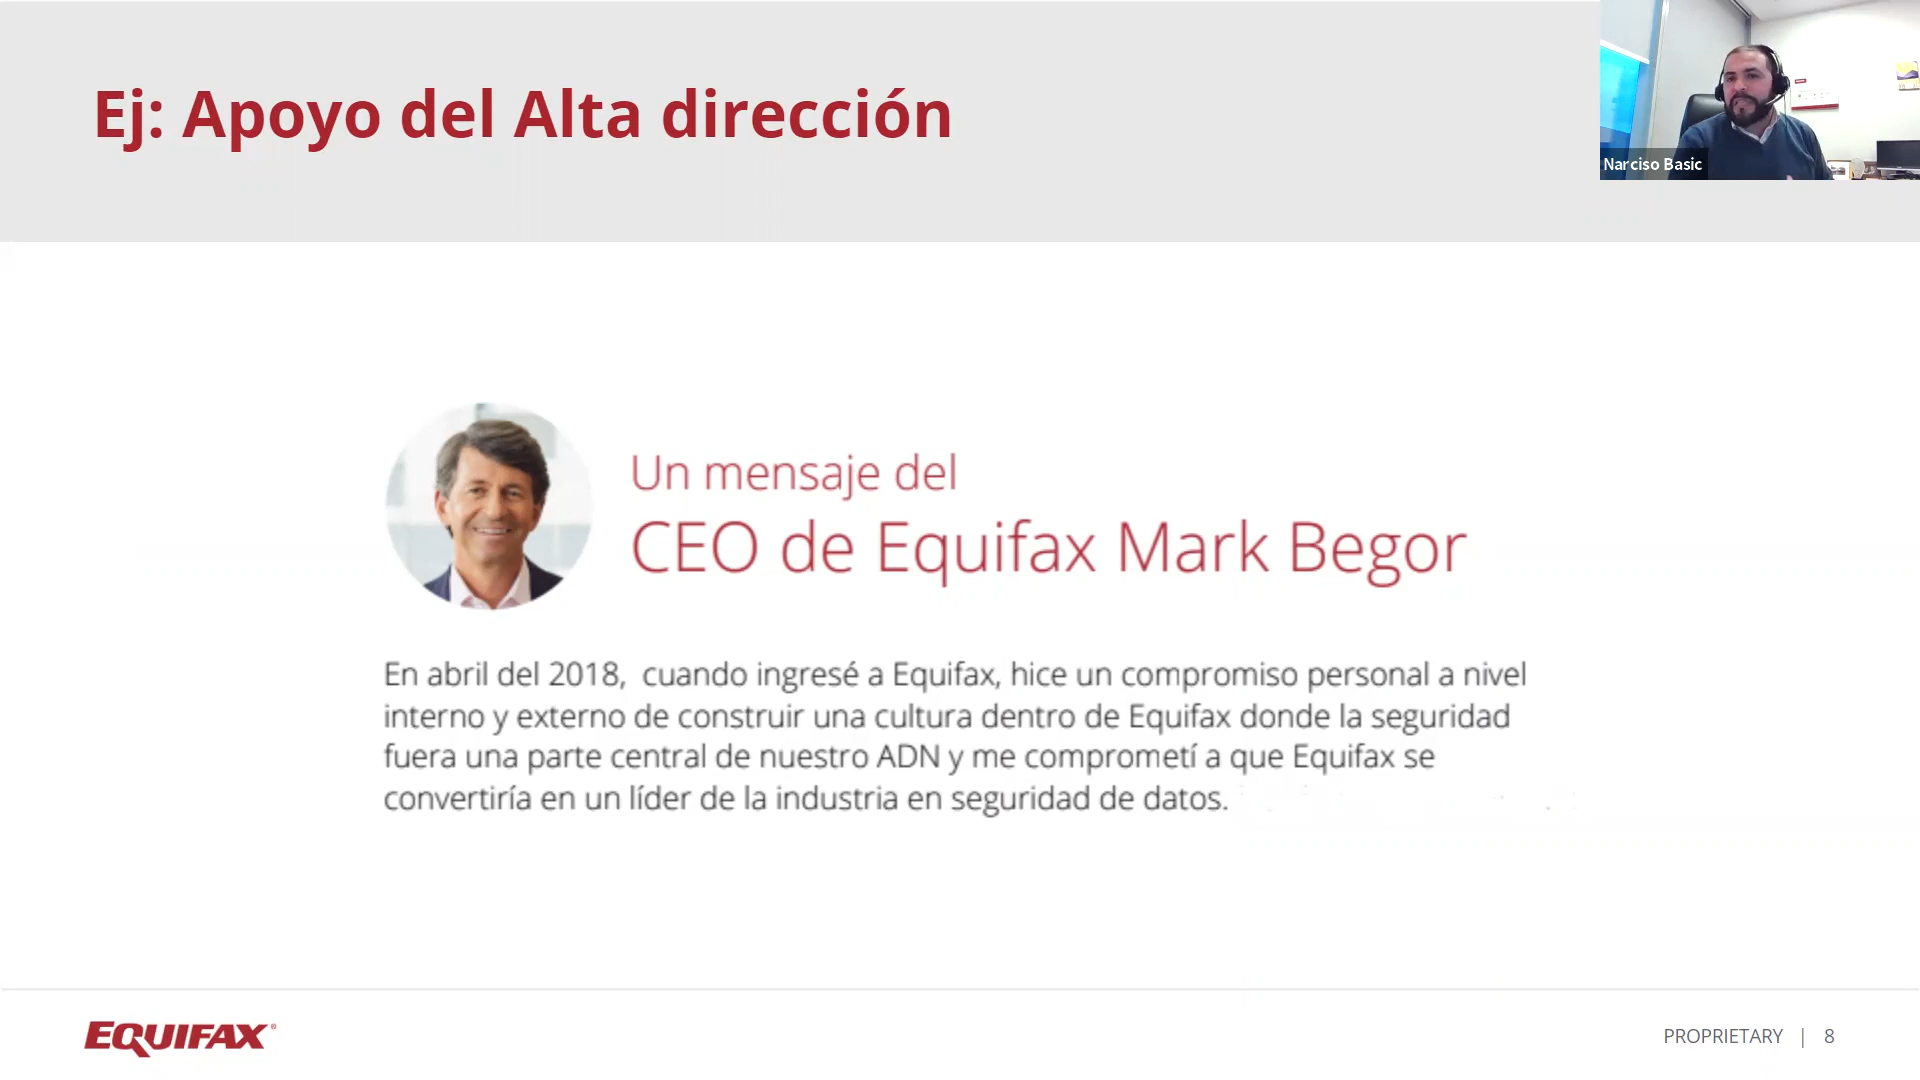 Ej: Apoyo del Alta dirección
Narciso Basic
Un mensaje del
CEO de Equifax Mark Begor
En abril del 2018, cuando ingresé a Equifax, hice un compromiso personal a nivel
interno y externo de construir una cultura dentro de Equifax donde la seguridad
fuera una parte central de nuestro ADN y me comprometí a que Equifax se
convertiría en un líder de la industria en seguridad de datos.
EQUIFAX®
PROPRIETARY | 8